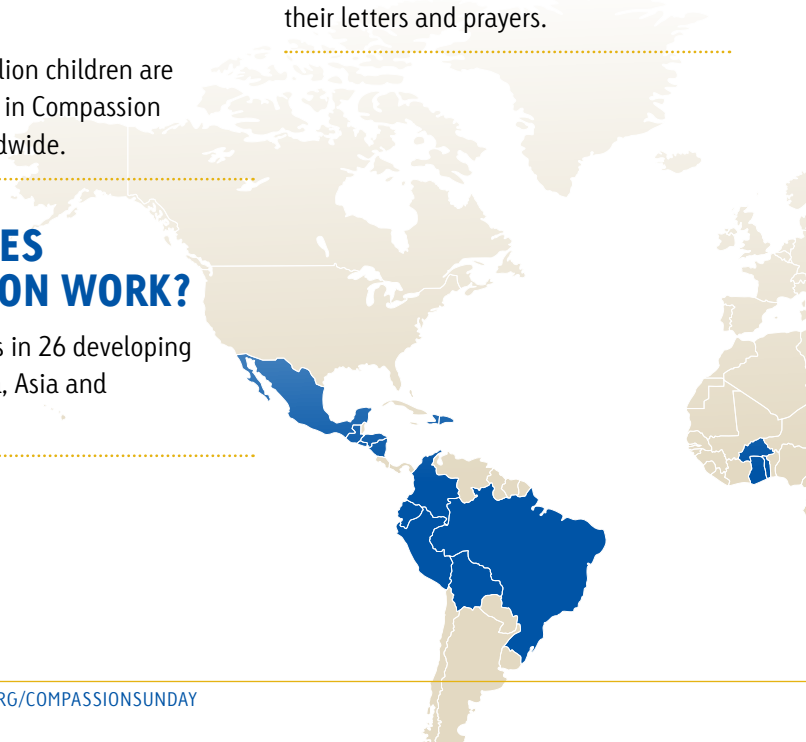 their letters and prayers.
lion children are
in Compassion
dwide.
ES
ON WORK?
s in 26 developing
, Asia and
RG/COMPASSIONSUNDAY